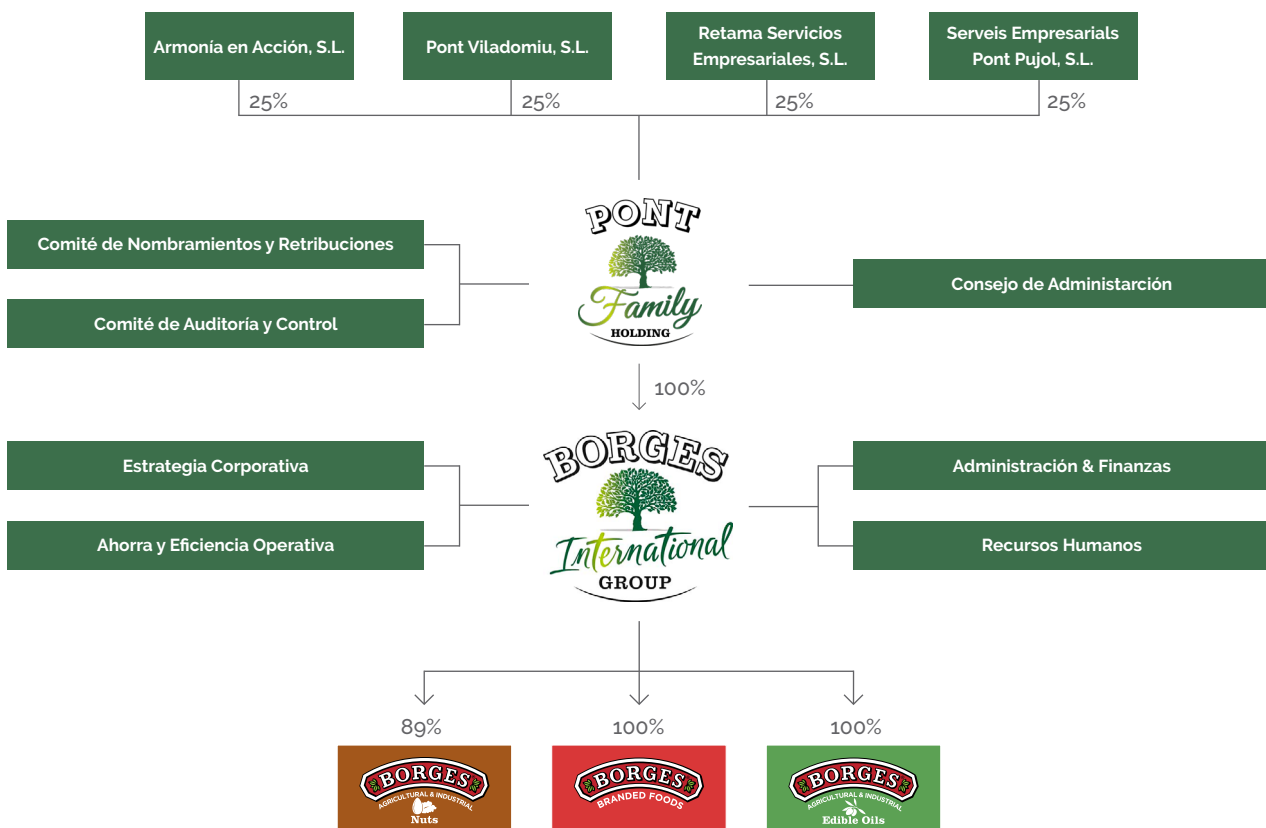 Armonía en Acción, S.L.
Pont Viladomiu, S.L.
Retama Servicios
Empresariales, S.L.
Serveis Empresarials
Pont Pujol, S.L.
25%
25%
25%
25%
PONT
Family
HOLDING
Comité de Nombramientos y Retribuciones
Comité de Auditoría y Control
Consejo de Administarción
100%
BORGES
International
GROUP
Estrategia Corporativa
Ahorra y Eficiencia Operativa
Administración & Finanzas
Recursos Humanos
89%
100%
100%
BORGES
AGRICULTURAL & INDUSTRIAL
Nuts
BORGES
BRANDED FOODS
BORGES
AGRICULTURAL & INDUSTRIAL
Edible Oils